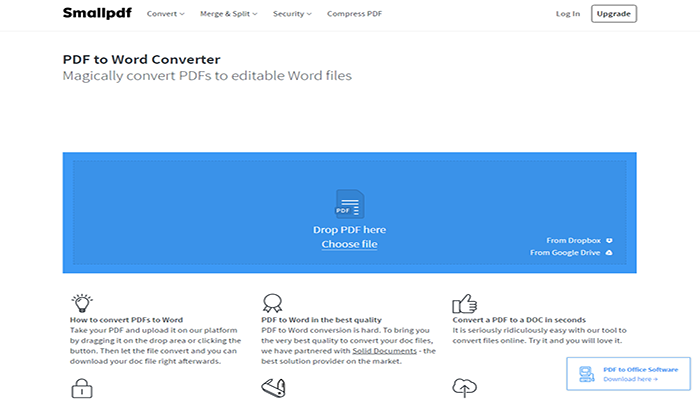 Smallpdf Convert Merge & Split Security Compress PDF Log In Upgrade
PDF to Word Converter
Magically convert PDFs to editable Word files
PDF
Drop PDF here
Choose file
From Dropbox
From Google Drive
How to convert PDFs to Word
Take your PDF and upload it on our platform
by dragging it on the drop area or clicking the
button. Then let the file convert and you can
download your doc file right afterwards.
PDF to Word in the best quality
PDF to Word conversion is hard. To bring you
the very best quality to convert your doc files,
we have partnered with Solid Documents - the
best solution provider on the market.
Convert a PDF to a DOC in seconds
It is seriously ridiculously easy with our tool to
convert files online. Try it and you will love it.
PDF to Office Software
Download here →